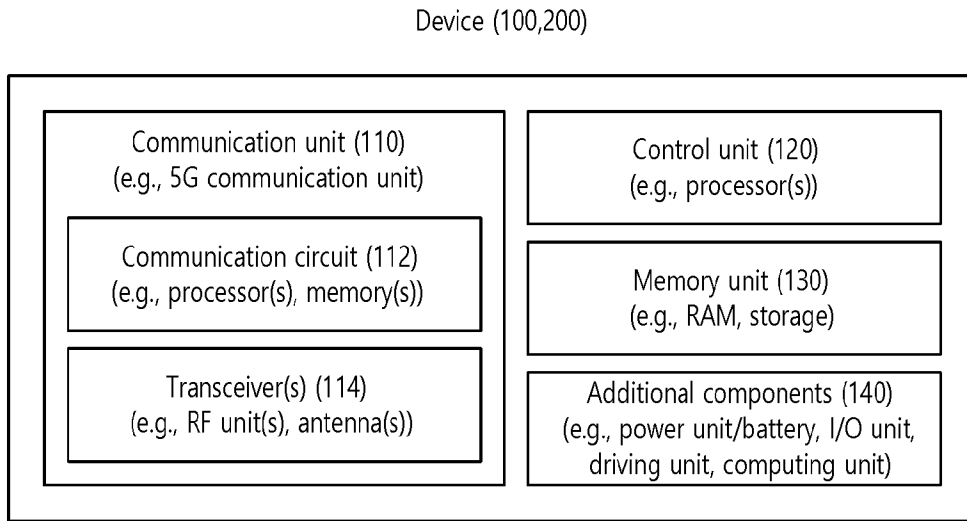 Device (100,200)
Communication unit (110)
(e.g., 5G communication unit)
Communication circuit (112)
(e.g., processor(s), memory(s))
Transceiver(s) (114)
(e.g., RF unit(s), antenna(s))
Control unit (120)
(e.g., processor(s))
Memory unit (130)
(e.g., RAM, storage)
Additional components (140)
(e.g., power unit/battery, I/O unit,
driving unit, computing unit)